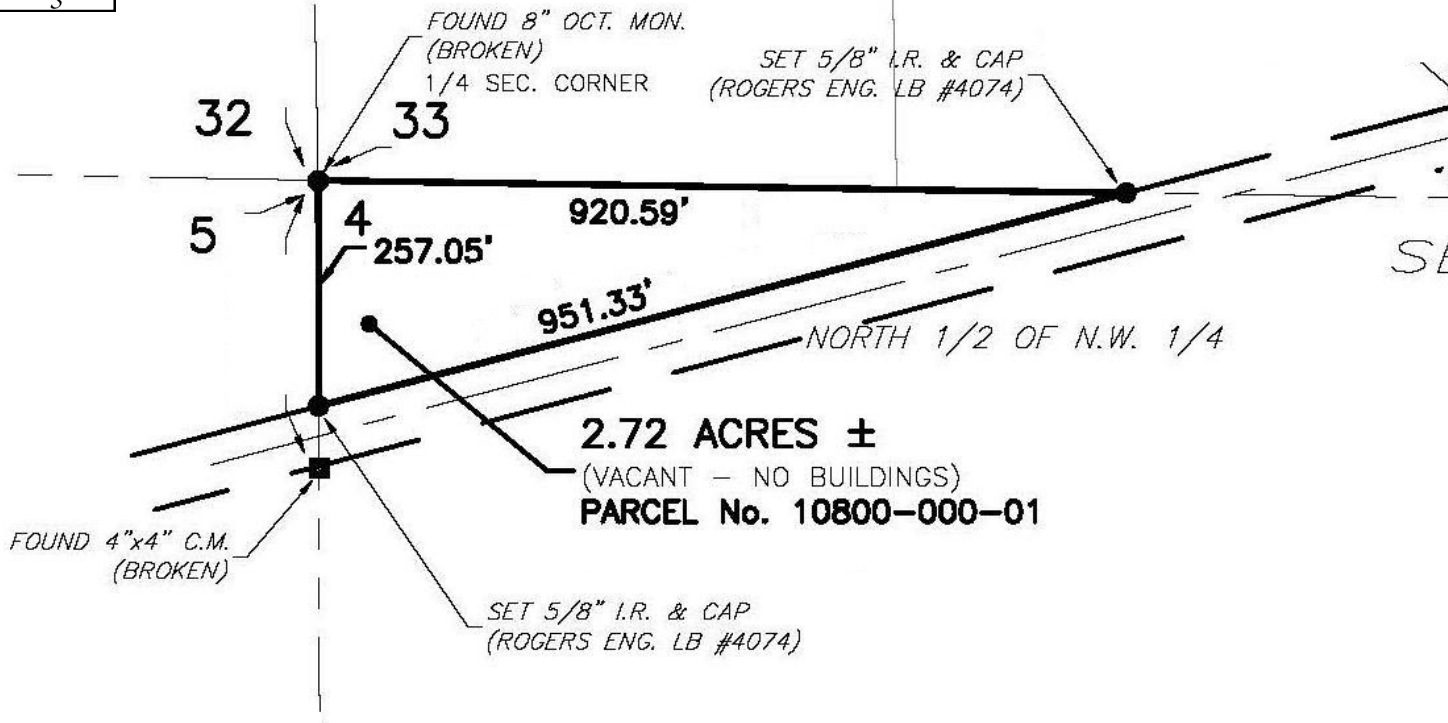 FOUND 8" OCT. MON.
(BROKEN)
1/4 SEC. CORNER
SET 5/8" I.R. & CAP
(ROGERS ENG. LB #4074)
32
33
5
4
920.59'
257.05'
951.33'
NORTH 1/2 OF N.W. 1/4
2.72 ACRES ±
(VACANT – NO BUILDINGS)
PARCEL No. 10800-000-01
FOUND 4"x4" C.M.
(BROKEN)
SET 5/8" I.R. & CAP
(ROGERS ENG. LB #4074)